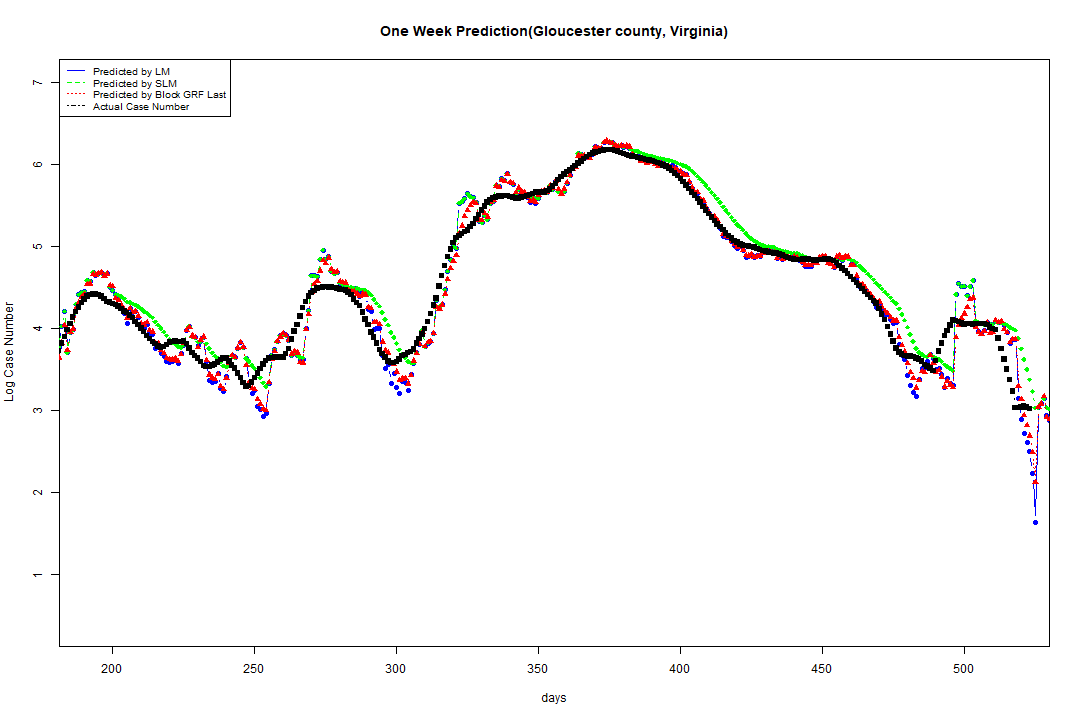 One Week Prediction(Gloucester county, Virginia)
Predicted by LM
Predicted by SLM
Predicted by Block GRF Last
Actual Case Number
7
6
5
4
3
2
1
Log Case Number
200 250 300 350 400 450 500
days